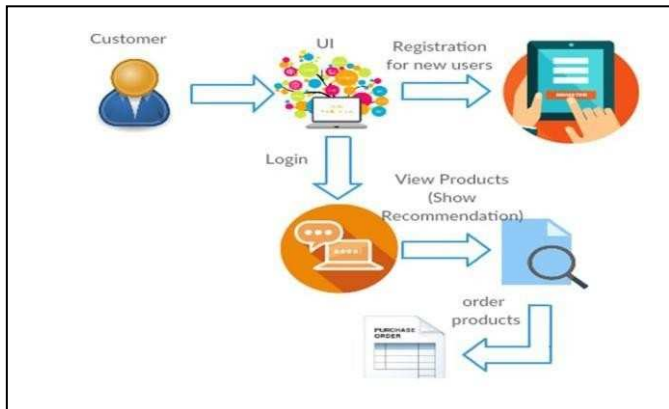 Customer
UI
Registration
for new users
Login
View Products
(Show
Recommendation)
order
products
PURCHASE
ORDER